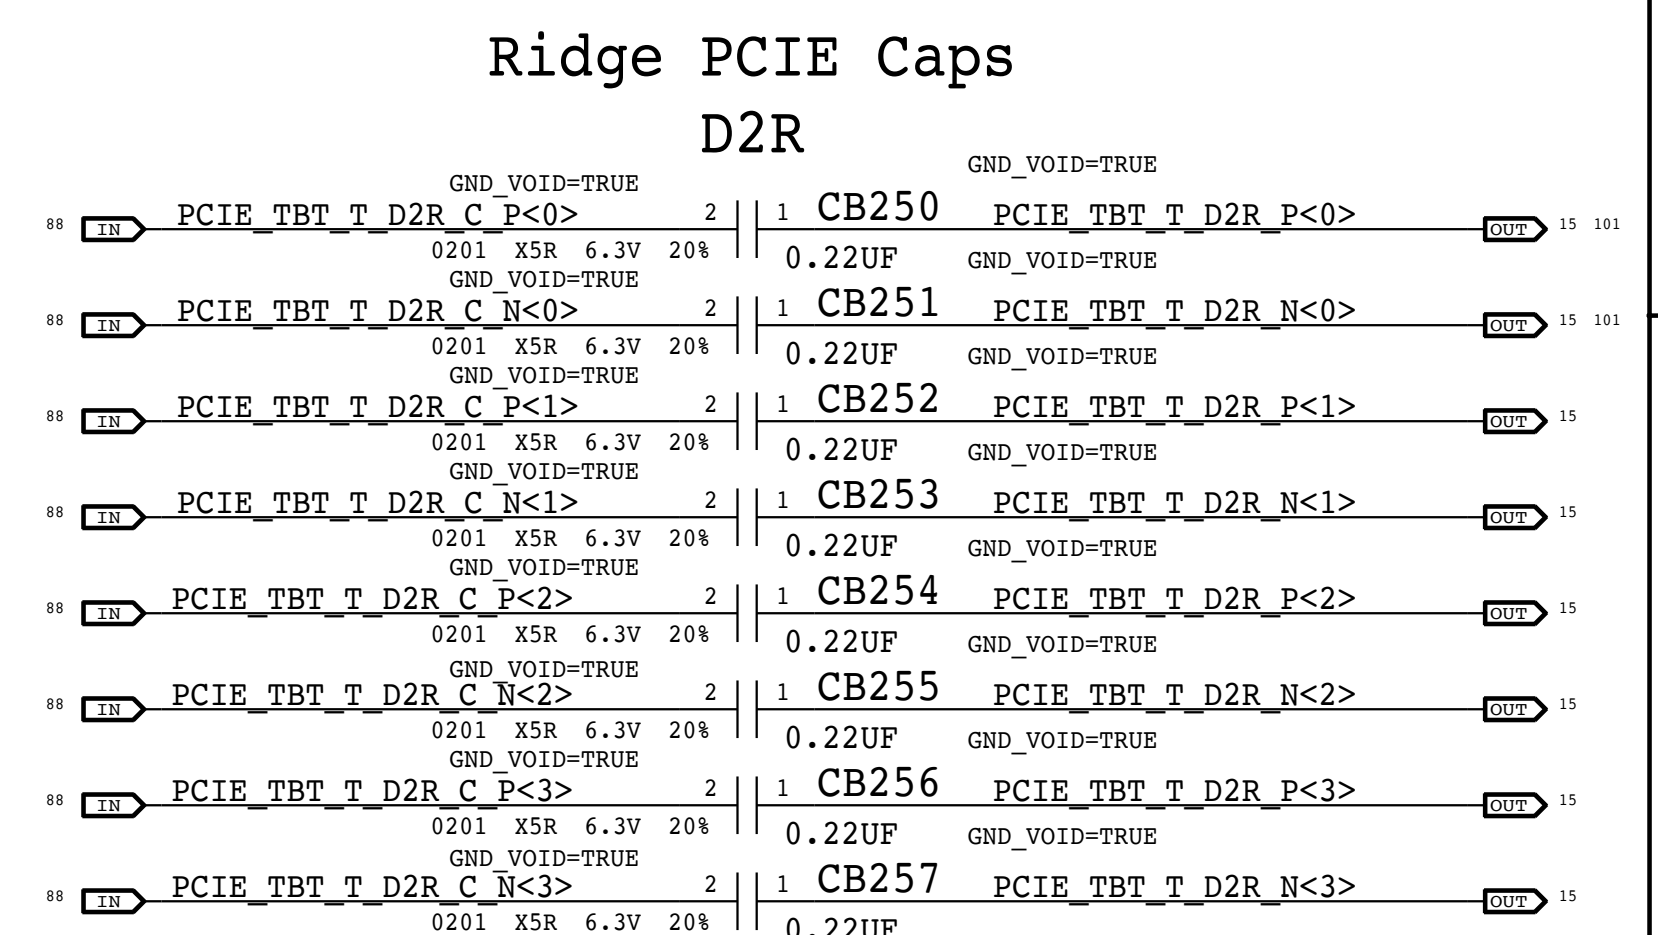 Ridge PCIE Caps
D2R
GND_VOID=TRUE
GND_VOID=TRUE
88 IN PCIE_TBT_T_D2R_C_P<0> 2 1 CB250 PCIE_TBT_T_D2R_P<0> OUT 15 101
0201 X5R 6.3V 20% 0.22UF GND_VOID=TRUE
GND_VOID=TRUE
88 IN PCIE_TBT_T_D2R_C_N<0> 2 1 CB251 PCIE_TBT_T_D2R_N<0> OUT 15 101
0201 X5R 6.3V 20% 0.22UF GND_VOID=TRUE
GND_VOID=TRUE
88 IN PCIE_TBT_T_D2R_C_P<1> 2 1 CB252 PCIE_TBT_T_D2R_P<1> OUT 15
0201 X5R 6.3V 20% 0.22UF GND_VOID=TRUE
GND_VOID=TRUE
88 IN PCIE_TBT_T_D2R_C_N<1> 2 1 CB253 PCIE_TBT_T_D2R_N<1> OUT 15
0201 X5R 6.3V 20% 0.22UF GND_VOID=TRUE
GND_VOID=TRUE
88 IN PCIE_TBT_T_D2R_C_P<2> 2 1 CB254 PCIE_TBT_T_D2R_P<2> OUT 15
0201 X5R 6.3V 20% 0.22UF GND_VOID=TRUE
GND_VOID=TRUE
88 IN PCIE_TBT_T_D2R_C_N<2> 2 1 CB255 PCIE_TBT_T_D2R_N<2> OUT 15
0201 X5R 6.3V 20% 0.22UF GND_VOID=TRUE
GND_VOID=TRUE
88 IN PCIE_TBT_T_D2R_C_P<3> 2 1 CB256 PCIE_TBT_T_D2R_P<3> OUT 15
0201 X5R 6.3V 20% 0.22UF GND_VOID=TRUE
GND_VOID=TRUE
88 IN PCIE_TBT_T_D2R_C_N<3> 2 1 CB257 PCIE_TBT_T_D2R_N<3> OUT 15
0201 X5R 6.3V 20% 0.22UF